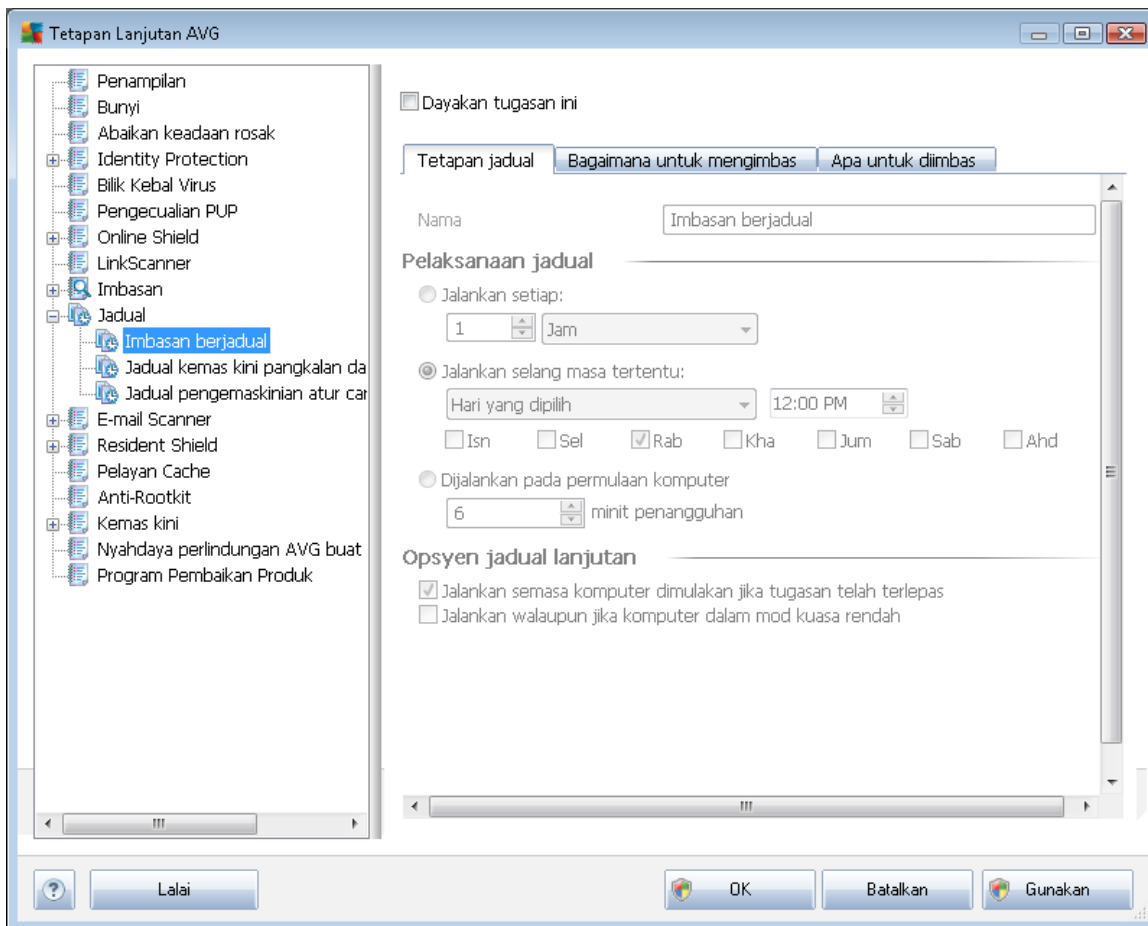 Tetapan Lanjutan AVG
Penampilan
Bunyi
Abaikan keadaan rosak
Identity Protection
Bilik Kebal Virus
Pengecualian PUP
Online Shield
LinkScanner
Imbasan
Jadual
Imbasan berjadual
Jadual kemas kini pangkalan da
Jadual pengemaskinian atur car
E-mail Scanner
Resident Shield
Pelayan Cache
Anti-Rootkit
Kemas kini
Nyahdaya perlindungan AVG buat
Program Pembaikan Produk
Dayakan tugasan ini
Tetapan jadual Bagaimana untuk mengimbas Apa untuk diimbas
Nama Imbasan berjadual
Pelaksanaan jadual
Jalankan setiap:
1 Jam
Jalankan selang masa tertentu:
Hari yang dipilih 12:00 PM
Isn Sel Rab Kha Jum Sab Ahd
Dijalankan pada permulaan komputer
6 minit penangguhan
Opsyen jadual lanjutan
Jalankan semasa komputer dimulakan jika tugasan telah terlepas
Jalankan walaupun jika komputer dalam mod kuasa rendah
? Lalai OK Batalkan Gunakan